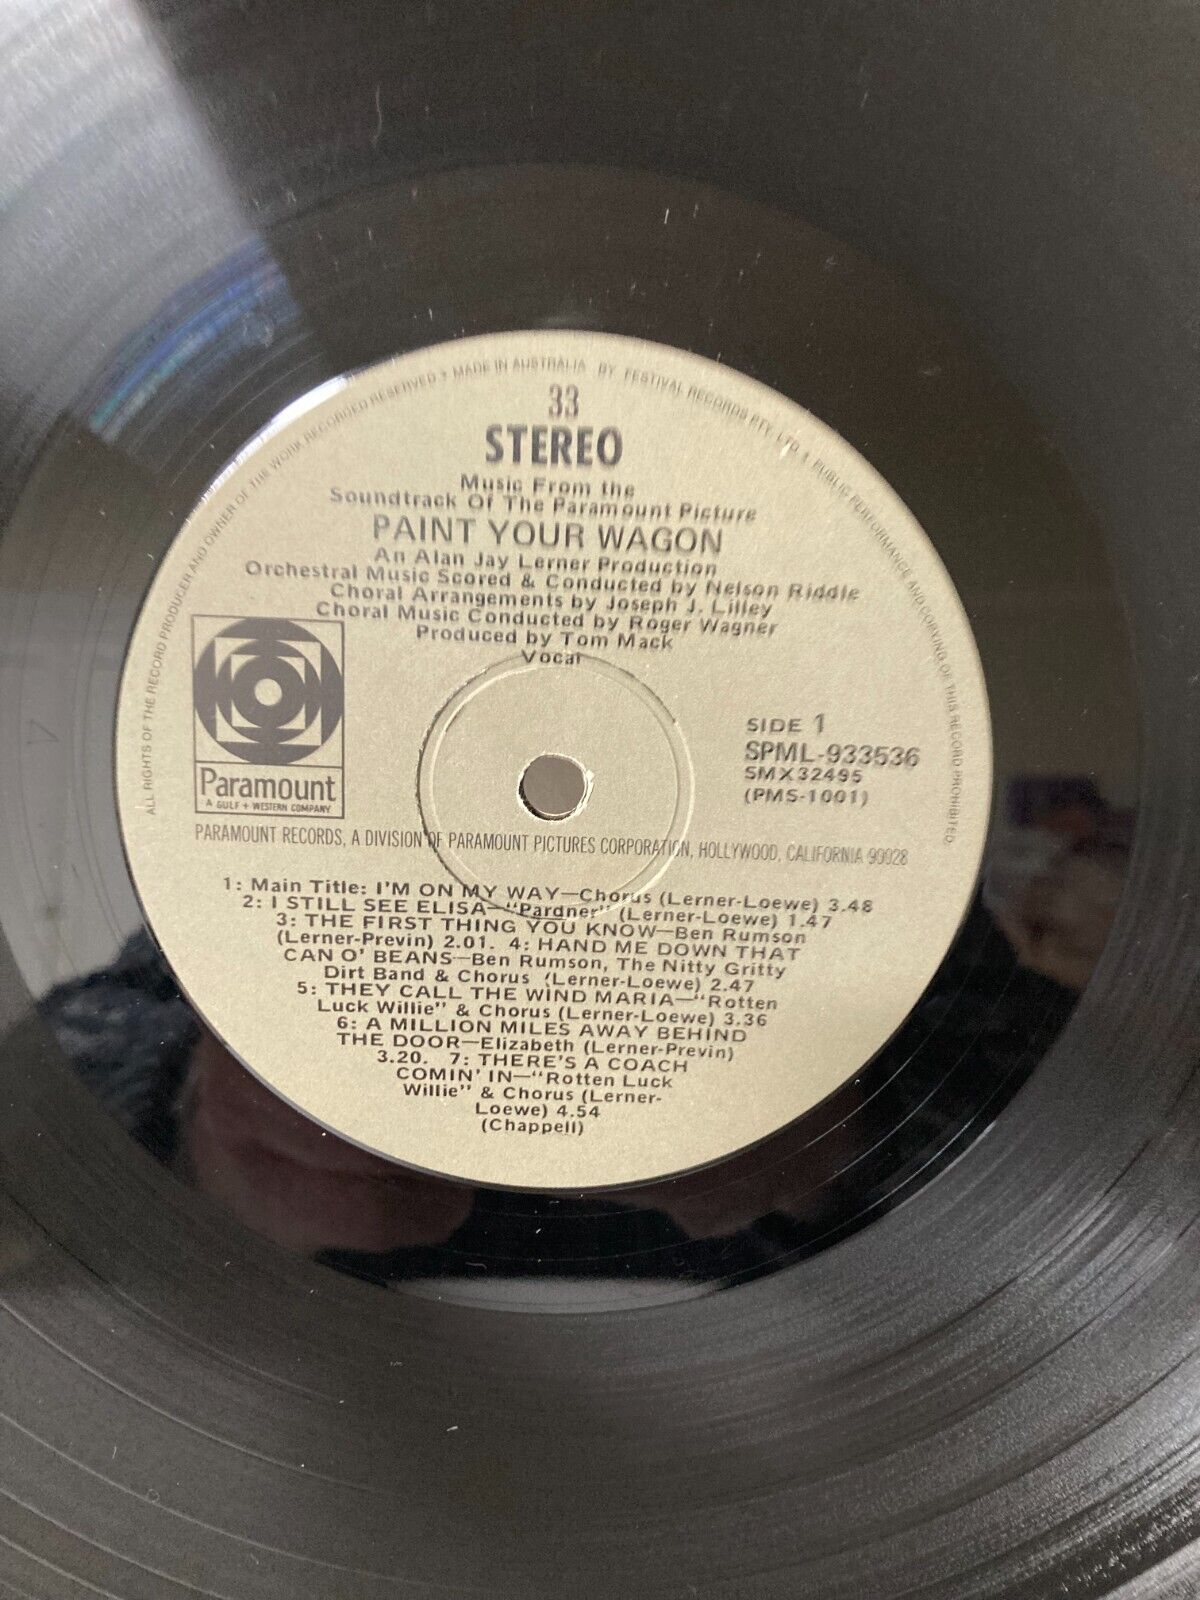 ALL RIGHTS OF THE RECORD PRODUCER AND OWNER OF THE WORK RECORDED RESERVED • MADE IN AUSTRALIA BY FESTIVAL RECORDS PTY. LTD. • PUBLIC PERFORMANCE AND COPYING OF THIS RECORD PROHIBITED
33
STEREO
Music From the
Soundtrack Of The Paramount Picture
PAINT YOUR WAGON
An Alan Jay Lerner Production
Orchestral Music Scored & Conducted by Nelson Riddle
Choral Arrangements by Joseph J. Lilley
Choral Music Conducted by Roger Wagner
Produced by Tom Mack
Vocal
Paramount
A GULF + WESTERN COMPANY
SIDE 1
SPML-933536
SMX32495
(PMS-1001)
PARAMOUNT RECORDS, A DIVISION OF PARAMOUNT PICTURES CORPORATION, HOLLYWOOD, CALIFORNIA 90028
1: Main Title: I'M ON MY WAY—Chorus (Lerner-Loewe) 3.48
2: I STILL SEE ELISA—"Pardner" (Lerner-Loewe) 1.47
3: THE FIRST THING YOU KNOW—Ben Rumson
(Lerner-Previn) 2.01. 4: HAND ME DOWN THAT
CAN O' BEANS—Ben Rumson, The Nitty Gritty
Dirt Band & Chorus (Lerner-Loewe) 2.47
5: THEY CALL THE WIND MARIA—"Rotten
Luck Willie" & Chorus (Lerner-Loewe) 3.36
6: A MILLION MILES AWAY BEHIND
THE DOOR—Elizabeth (Lerner-Previn)
3.20. 7: THERE'S A COACH
COMIN' IN—"Rotten Luck
Willie" & Chorus (Lerner-
Loewe) 4.54
(Chappell)